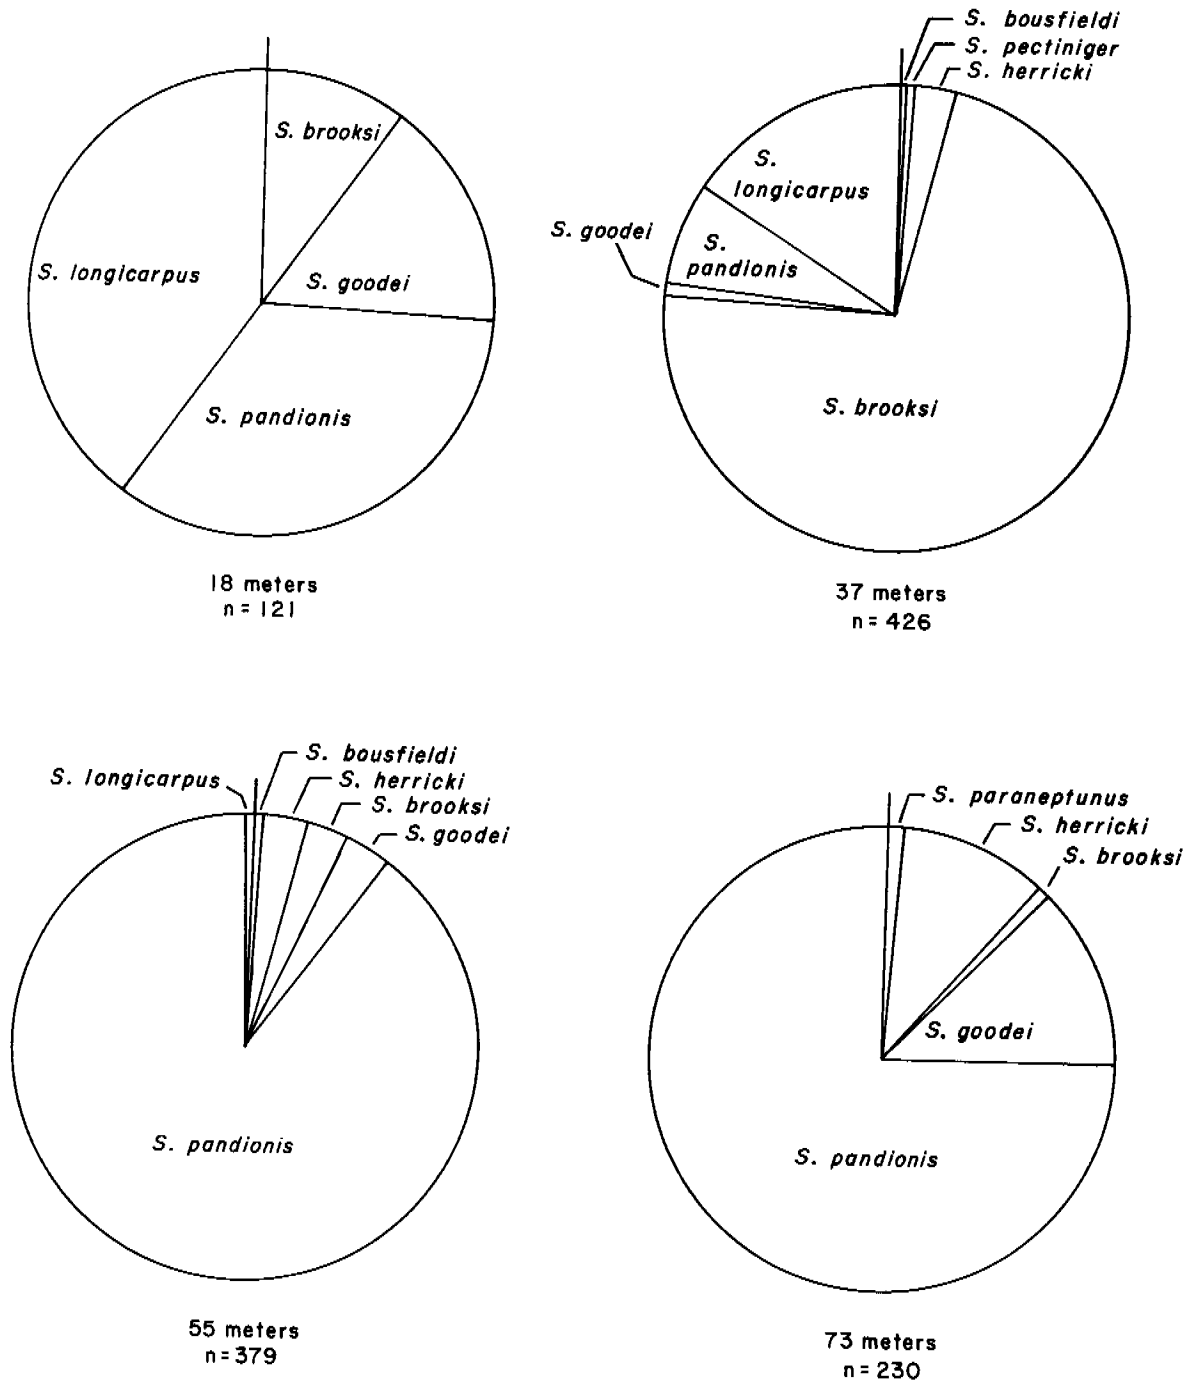 S. brooksi
S. longicarpus
S. goodei
S. pandionis
18 meters
n = 121
S. bousfieldi
S. pectiniger
S. herricki
S.
longicarpus
S. goodei
S.
pandionis
S. brooksi
37 meters
n = 426
S. longicarpus
S. bousfieldi
S. herricki
S. brooksi
S. goodei
S. pandionis
55 meters
n = 379
S. paraneptunus
S. herricki
S. brooksi
S. goodei
S. pandionis
73 meters
n = 230